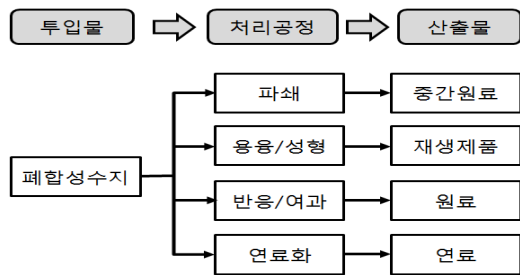 투입물 처리공정 산출물
파쇄 중간원료
용융/성형 재생제품
폐합성수지
반응/여과 원료
연료화 연료